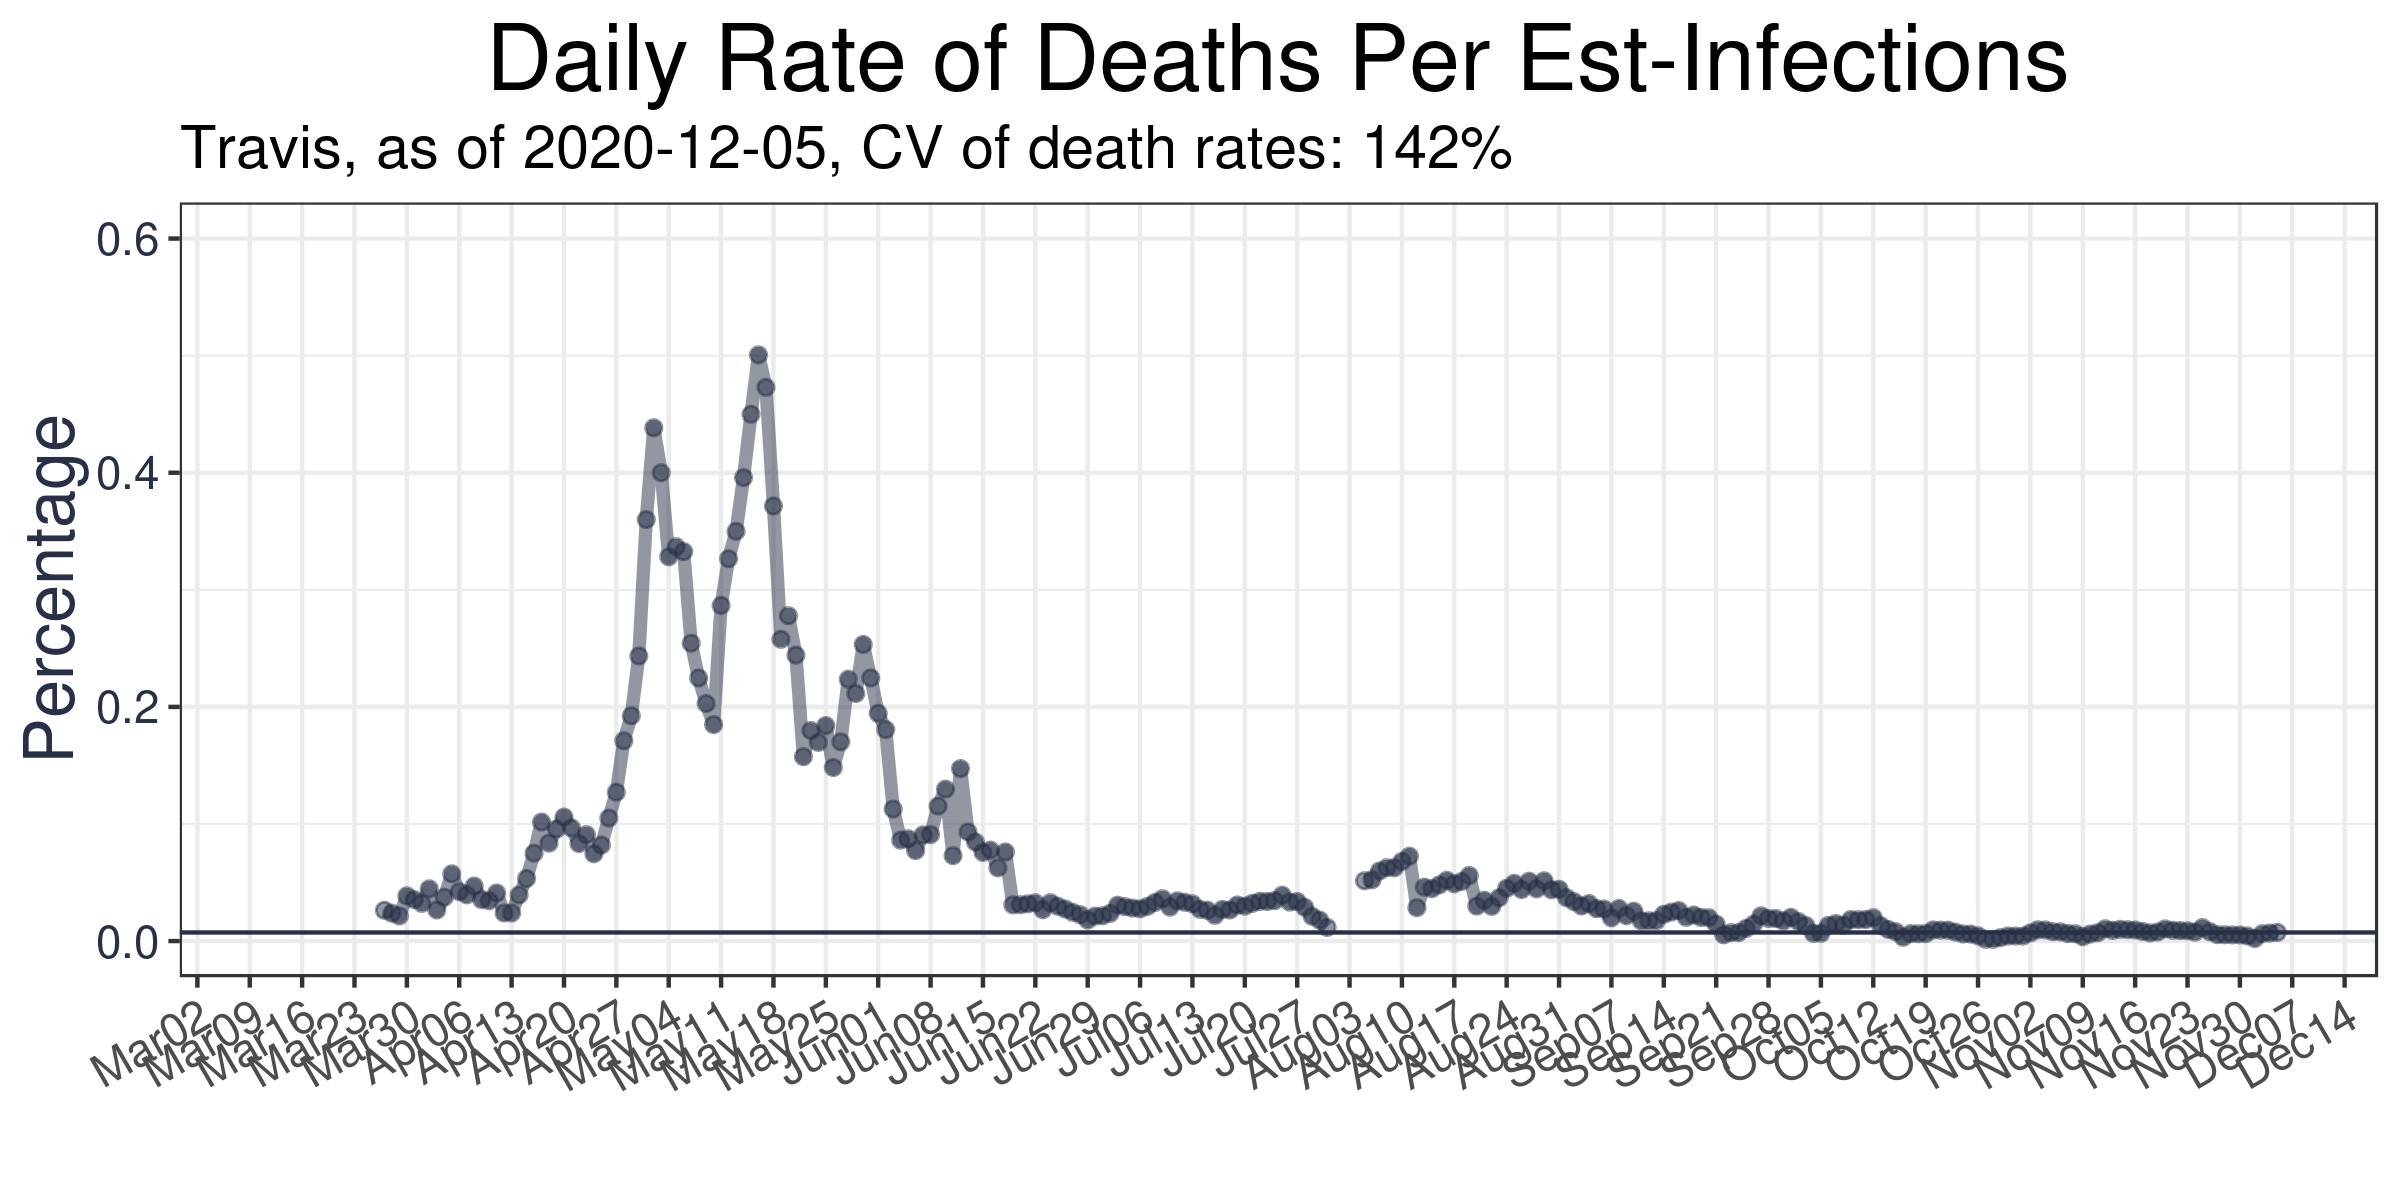 Daily Rate of Deaths Per Est-Infections
Travis, as of 2020-12-05, CV of death rates: 142%
Percentage
0.6
0.4
0.2
0.0
Mar02
Mar09
Mar16
Mar23
Mar30
Apr06
Apr13
Apr20
Apr27
May04
May11
May18
May25
Jun01
Jun08
Jun15
Jun22
Jun29
Jul06
Jul13
Jul20
Jul27
Aug03
Aug10
Aug17
Aug24
Aug31
Sep07
Sep14
Sep21
Sep28
Oct05
Oct12
Oct19
Oct26
Nov02
Nov09
Nov16
Nov23
Nov30
Dec07
Dec14